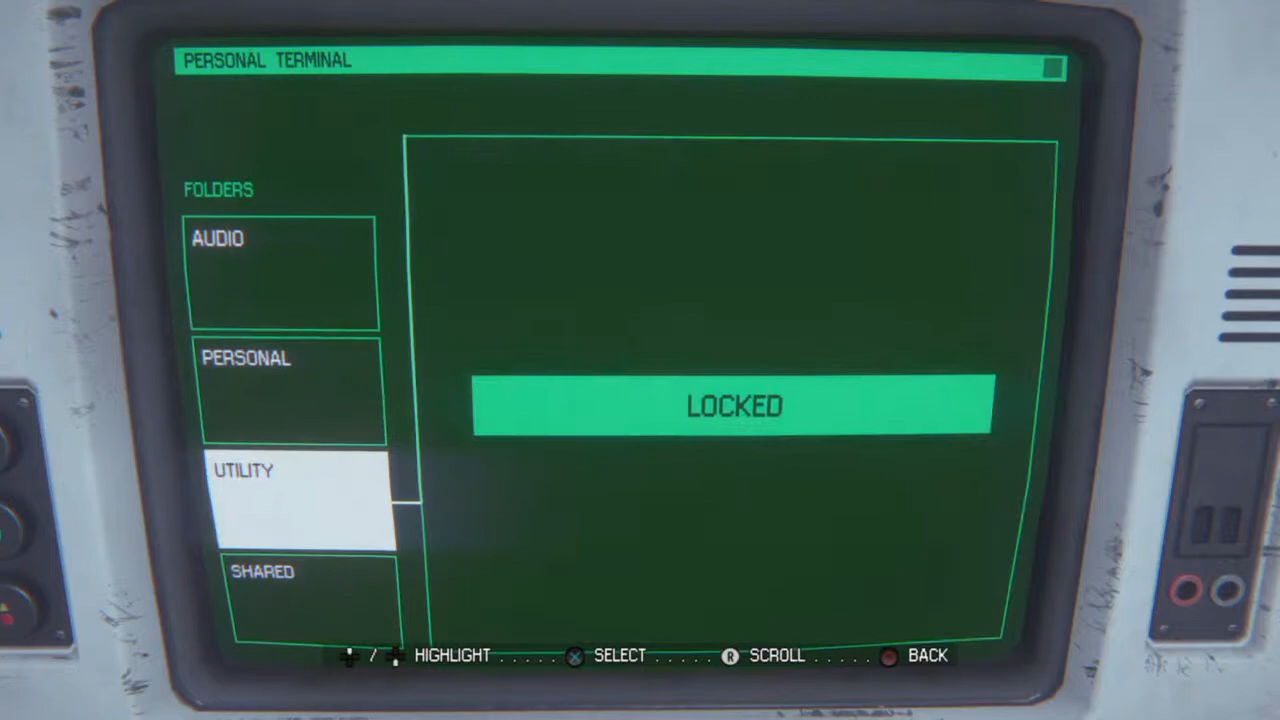 PERSONAL TERMINAL
FOLDERS
AUDIO
PERSONAL
UTILITY
SHARED
LOCKED
/ HIGHLIGHT ..... SELECT ..... R SCROLL ..... BACK